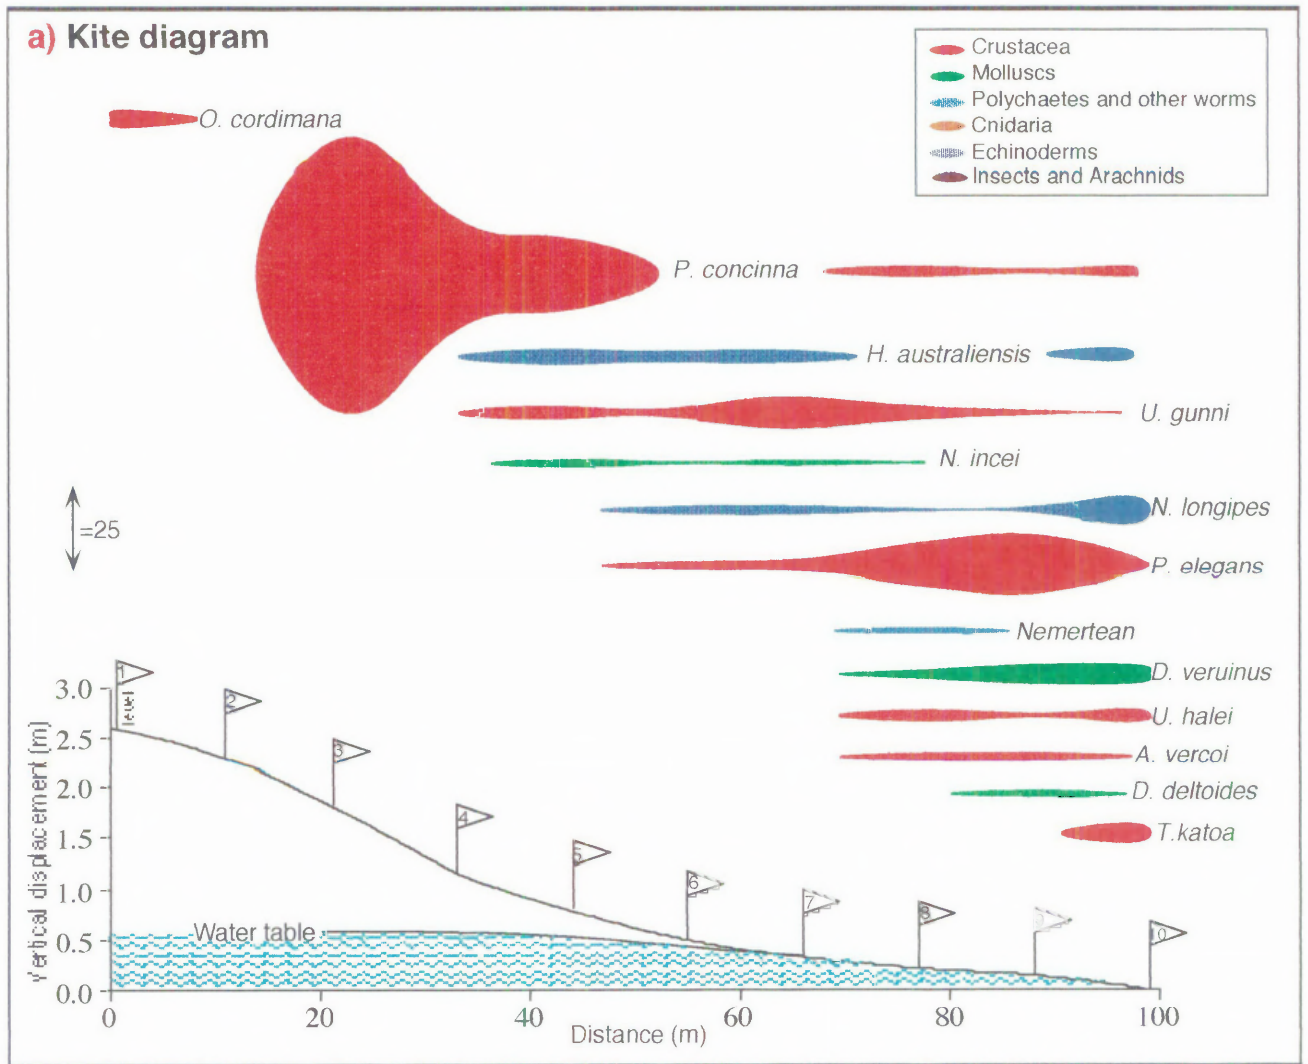 a) Kite diagram
Crustacea
Molluscs
Polychaetes and other worms
Cnidaria
Echinoderms
Insects and Arachnids
O. cordimana
P. concinna
H. australiensis
U. gunni
N. incei
=25
N. longipes
P. elegans
Nemertean
D. veruinus
U. halei
A. vercoi
D. deltoides
T.katoa
1
level
2
3
4
5
6
7
8
9
10
Vertical displacement (m)
3.0
2.5
2.0
1.5
1.0
0.5
0.0
Water table
0
20
40
60
80
100
Distance (m)